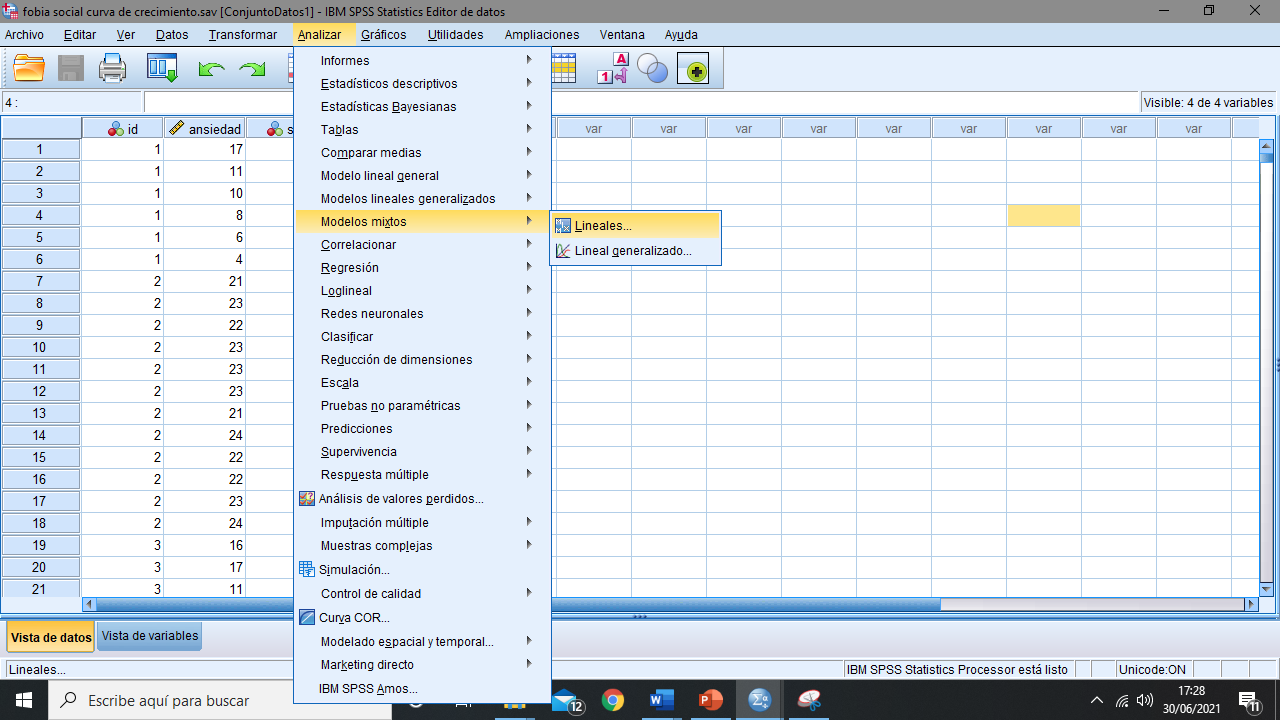 fobia social curva de crecimiento.sav [ConjuntoDatos1] - IBM SPSS Statistics Editor de datos
Archivo Editar Ver Datos Transformar Analizar Gráficos Utilidades Ampliaciones Ventana Ayuda
1 A
4 :
Visible: 4 de 4 variables
id ansiedad s var var var var var var var var var
1 1 17
2 1 11
3 1 10
4 1 8
5 1 6
6 1 4
7 2 21
8 2 23
9 2 22
10 2 23
11 2 23
12 2 23
13 2 21
14 2 24
15 2 22
16 2 22
17 2 23
18 2 24
19 3 16
20 3 17
21 3 11
Informes
Estadísticos descriptivos
Estadísticas Bayesianas
Tablas
Comparar medias
Modelo lineal general
Modelos lineales generalizados
Modelos mixtos
Correlacionar
Regresión
Loglineal
Redes neuronales
Clasificar
Reducción de dimensiones
Escala
Pruebas no paramétricas
Predicciones
Supervivencia
Respuesta múltiple
Análisis de valores perdidos...
Imputación múltiple
Muestras complejas
Simulación...
Control de calidad
Curva COR...
Modelado espacial y temporal...
Marketing directo
IBM SPSS Amos...
Lineales...
Lineal generalizado...
Vista de datos Vista de variables
Lineales...
IBM SPSS Statistics Processor está listo
Unicode:ON
Escribe aquí para buscar
12
17:28
30/06/2021
11